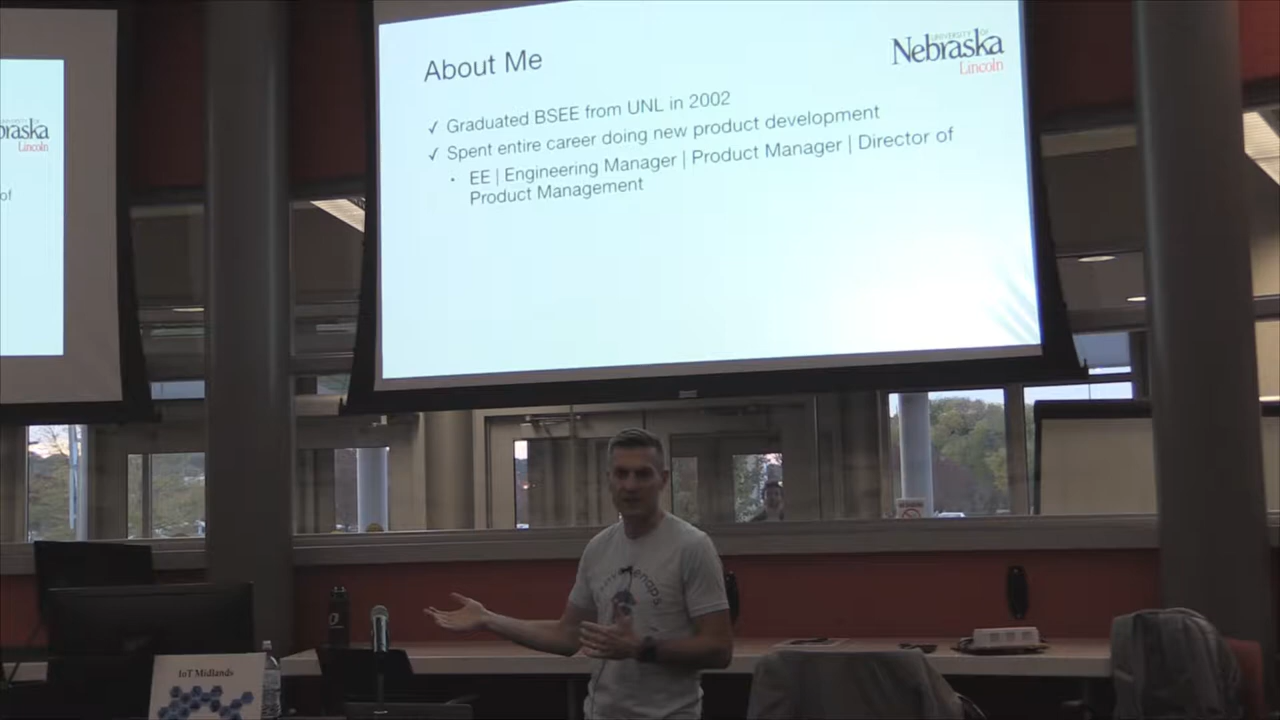 About Me
UNIVERSITY OF
Nebraska
Lincoln
✓ Graduated BSEE from UNL in 2002
✓ Spent entire career doing new product development
• EE | Engineering Manager | Product Manager | Director of
Product Management
braska
Lincoln
of
IoT Midlands